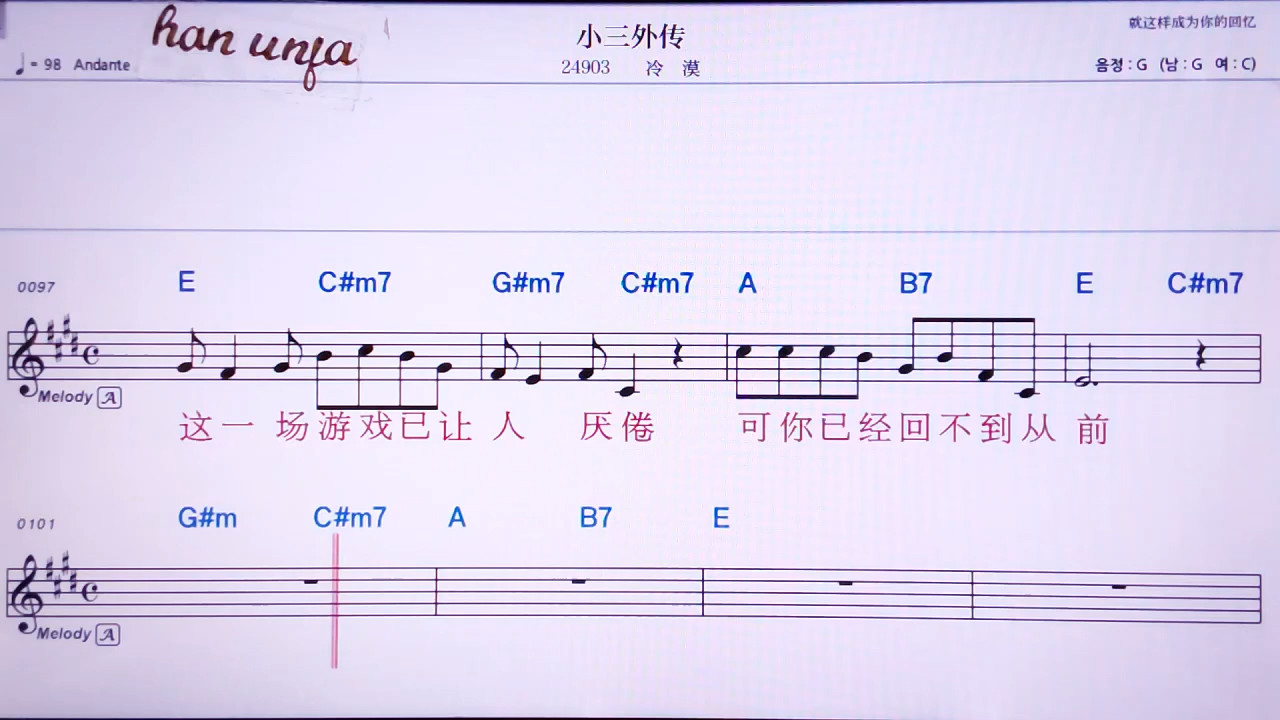 han unfa
小三外传
就这样成为你的回忆
♩= 98 Andante
24903 冷 漠
음정 : G (남 : G 여 : C)
0097 E C#m7 G#m7 C#m7 A B7 E C#m7
Melody A
这一 场游戏已让 人 厌倦 可你已经回不到从 前
0101 G#m C#m7 A B7 E
Melody A